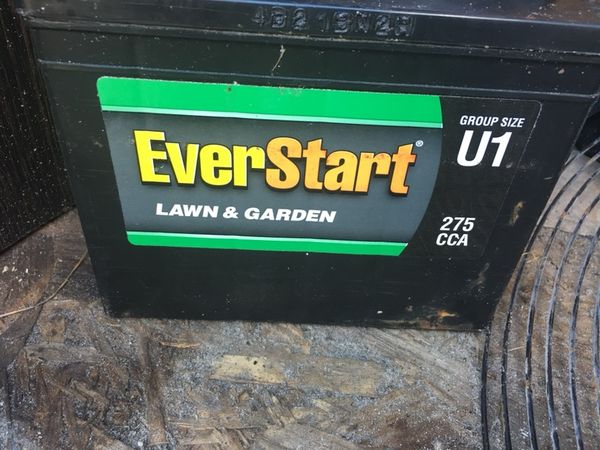 EverStart®
LAWN & GARDEN
GROUP SIZE
U1
275
CCA